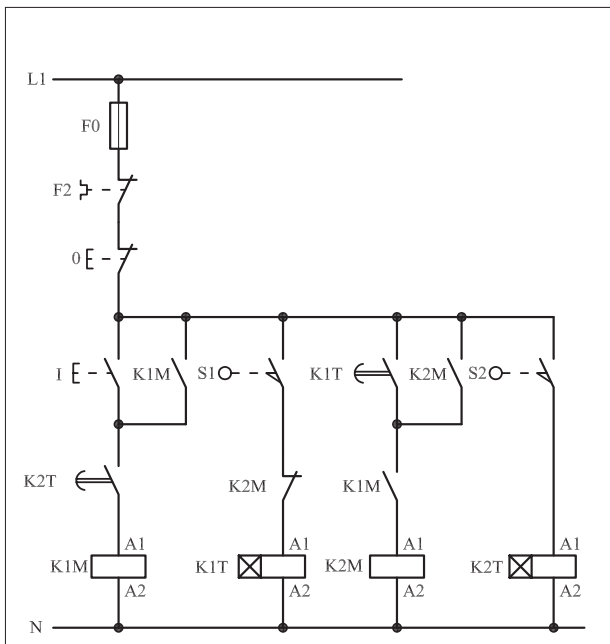 L1
F0
F2
0
I K1M S1 K1T K2M S2
K2T K2M K1M
A1 A1 A1 A1
K1M K1T K2M K2T
A2 A2 A2 A2
N